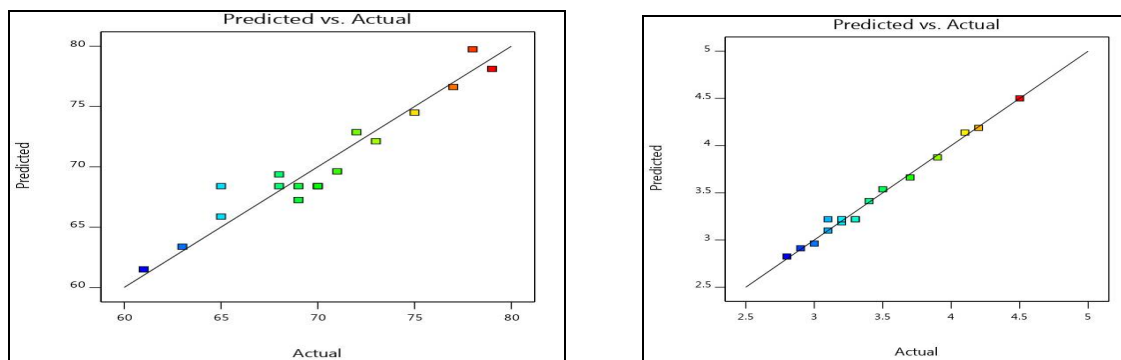 Predicted vs. Actual
80
75
70
65
60
Predicted
60 65 70 75 80
Actual
Predicted vs. Actual
5
4.5
4
3.5
3
2.5
Predicted
2.5 3 3.5 4 4.5 5
Actual